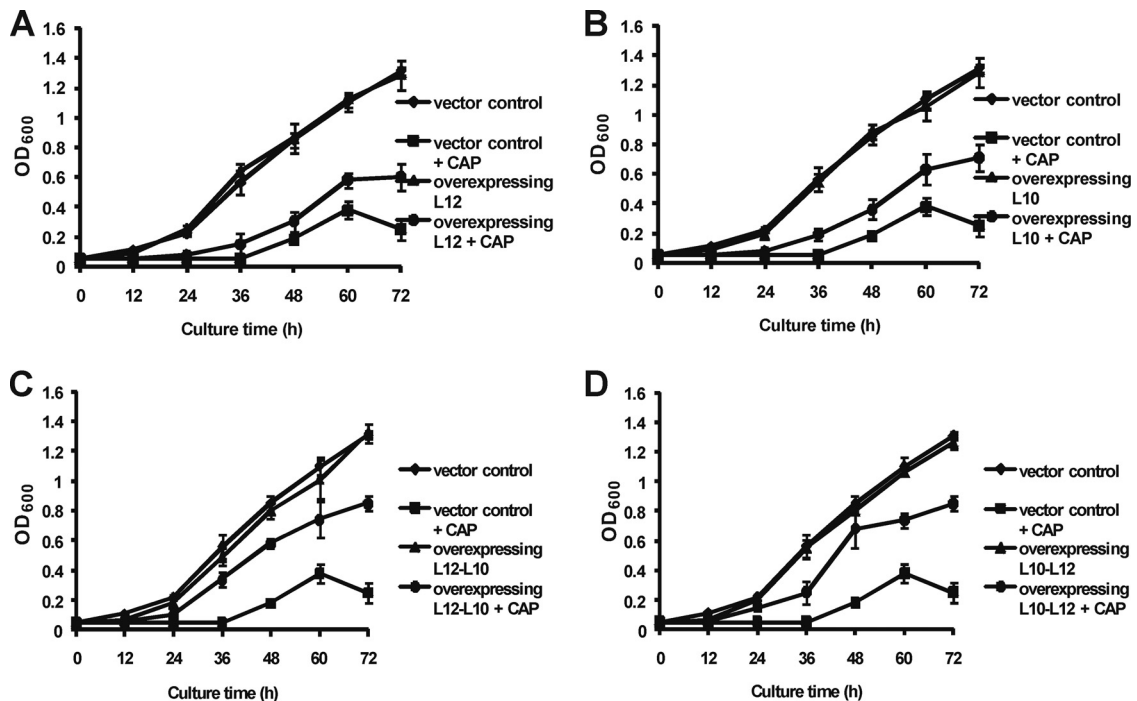 A
1.6
1.4
1.2
1
0.8
0.6
0.4
0.2
0
OD600
0 12 24 36 48 60 72
Culture time (h)
vector control
vector control
+ CAP
overexpressing
L12
overexpressing
L12 + CAP
B
1.6
1.4
1.2
1
0.8
0.6
0.4
0.2
0
OD600
0 12 24 36 48 60 72
Culture time (h)
vector control
vector control
+ CAP
overexpressing
L10
overexpressing
L10 + CAP
C
1.6
1.4
1.2
1
0.8
0.6
0.4
0.2
0
OD600
0 12 24 36 48 60 72
Culture time (h)
vector control
vector control
+ CAP
overexpressing
L12-L10
overexpressing
L12-L10 + CAP
D
1.6
1.4
1.2
1
0.8
0.6
0.4
0.2
0
OD600
0 12 24 36 48 60 72
Culture time (h)
vector control
vector control
+ CAP
overexpressing
L10-L12
overexpressing
L10-L12 + CAP